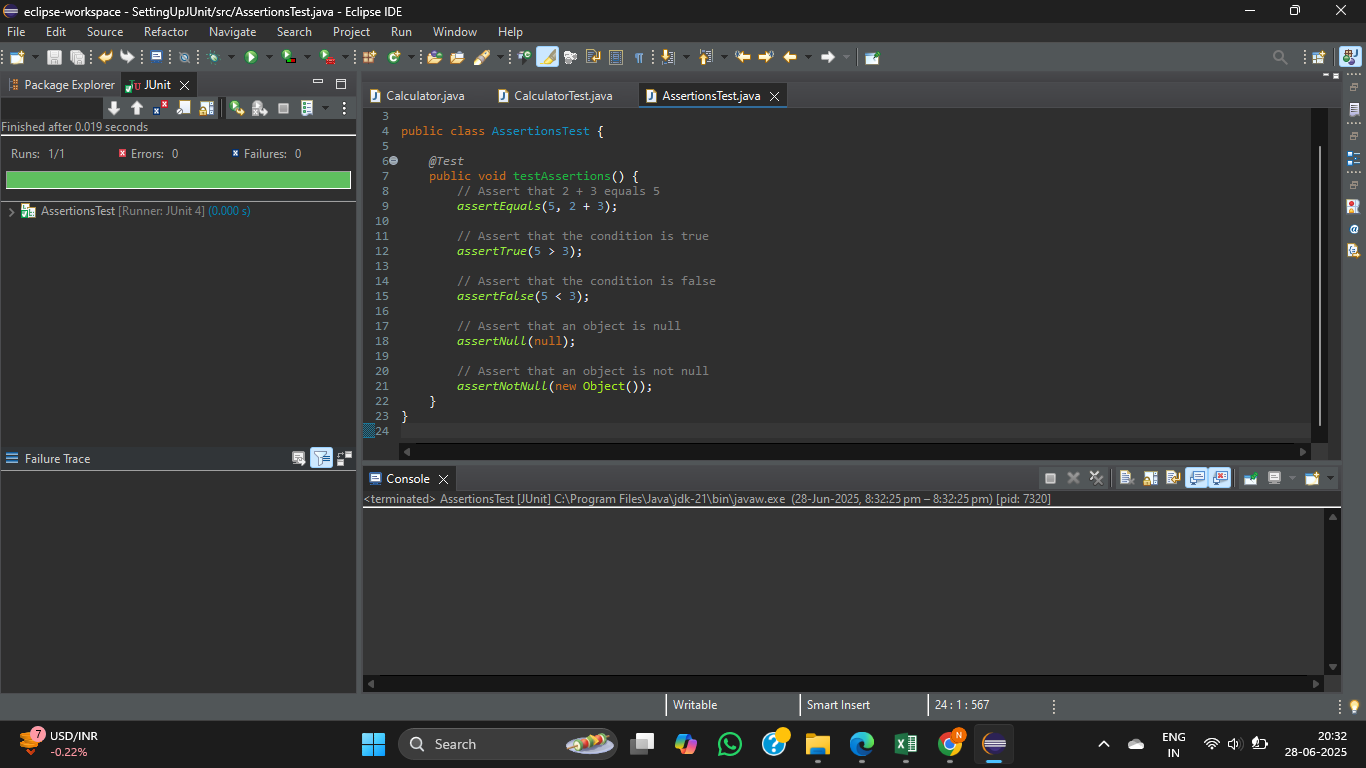 eclipse-workspace - SettingUpJUnit/src/AssertionsTest.java - Eclipse IDE
File Edit Source Refactor Navigate Search Project Run Window Help
Package Explorer JUnit
Finished after 0.019 seconds
Runs: 1/1 Errors: 0 Failures: 0
AssertionsTest [Runner: JUnit 4] (0.000 s)
Failure Trace
Calculator.java CalculatorTest.java AssertionsTest.java
3
4 public class AssertionsTest {
5
6 @Test
7 public void testAssertions() {
8 // Assert that 2 + 3 equals 5
9 assertEquals(5, 2 + 3);
10
11 // Assert that the condition is true
12 assertTrue(5 > 3);
13
14 // Assert that the condition is false
15 assertFalse(5 < 3);
16
17 // Assert that an object is null
18 assertNull(null);
19
20 // Assert that an object is not null
21 assertNotNull(new Object());
22 }
23 }
24
Console
<terminated> AssertionsTest [JUnit] C:\Program Files\Java\jdk-21\bin\javaw.exe (28-Jun-2025, 8:32:25 pm – 8:32:25 pm) [pid: 7320]
Writable Smart Insert 24 : 1 : 567
7
USD/INR
-0.22%
Search
N
ENG
IN
20:32
28-06-2025